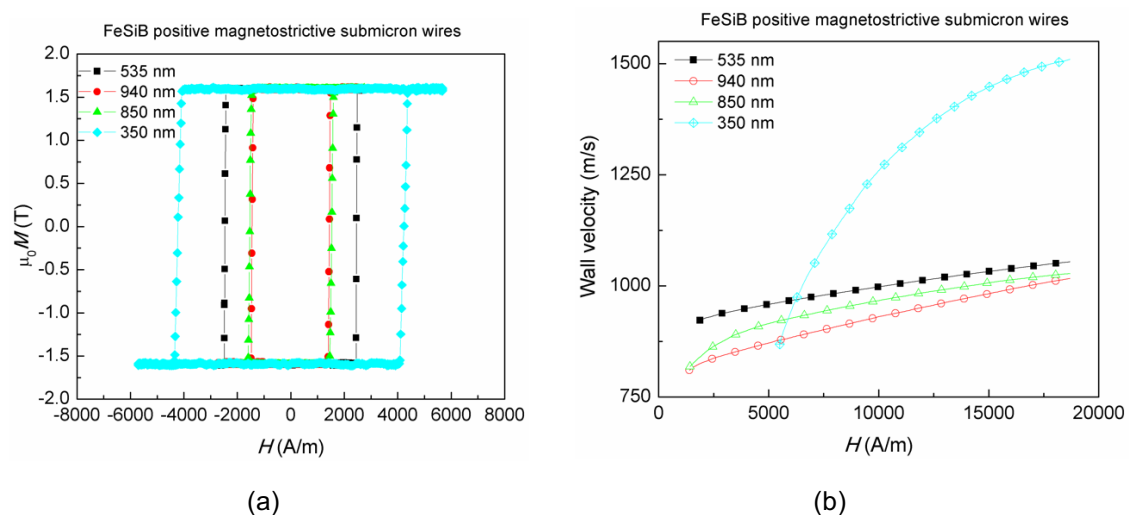 FeSiB positive magnetostrictive submicron wires
2.0
1.5
1.0
0.5
0.0
-0.5
-1.0
-1.5
-2.0
μ0M (T)
535 nm
940 nm
850 nm
350 nm
-8000 -6000 -4000 -2000 0 2000 4000 6000 8000
H (A/m)
(a)
FeSiB positive magnetostrictive submicron wires
1500
1250
1000
750
Wall velocity (m/s)
535 nm
940 nm
850 nm
350 nm
0 5000 10000 15000 20000
H (A/m)
(b)